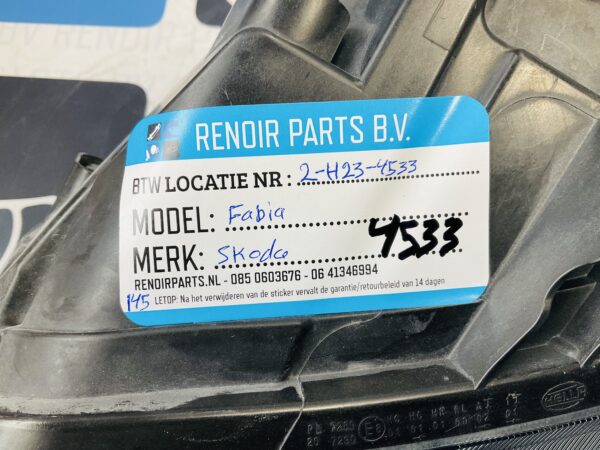 RENOIR PARTS B.V.
BTW LOCATIE NR : 2-H23-4533
MODEL: Fabia
4533
MERK: Skoda
RENOIRPARTS.NL - 085 0603676 - 06 41346994
145 LETOP: Na het verwijderen van de sticker vervalt de garantie/retourbeleid van 14 dagen
HELLA